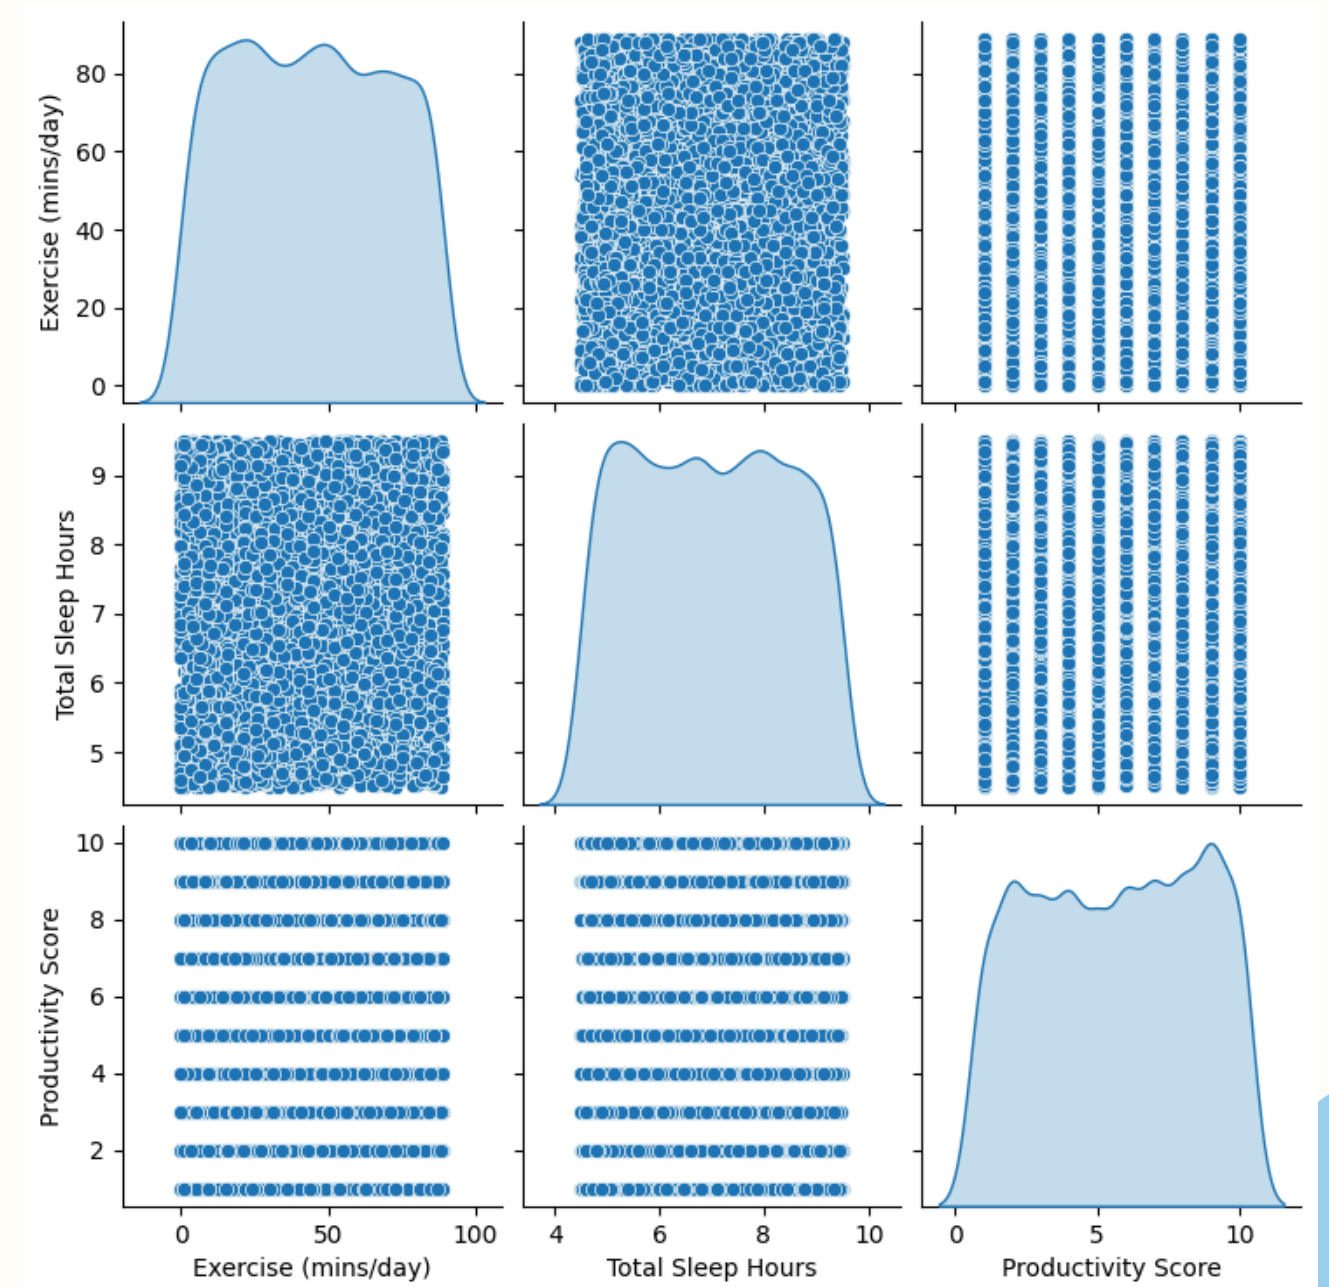 Exercise (mins/day)
80
60
40
20
0
Total Sleep Hours
9
8
7
6
5
Productivity Score
10
8
6
4
2
0 50 100
4 6 8 10
0 5 10
Exercise (mins/day)
Total Sleep Hours
Productivity Score